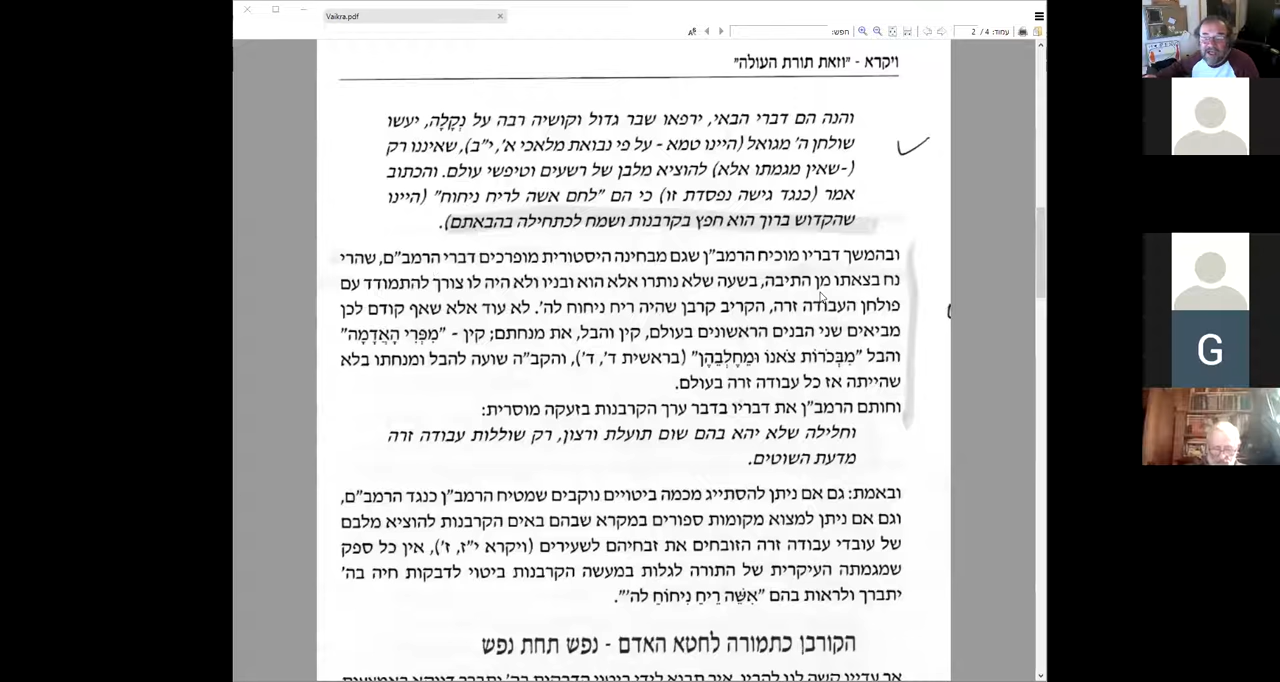 Vaikra.pdf
חפש:
עמוד: 4 / 2
ויקרא - "וזאת תורת העולה"
והנה הם דברי הבאי, ירפאו שבר גדול וקושיה רבה על נְקַלָּה, יעשו
שולחן ה' מגואל (היינו טמא - על פי נבואת מלאכי א', י"ב), שאיננו רק
(-שאין מגמתו אלא) להוציא מלבן של רשעים וטיפשי עולם. והכתוב
אמר (כנגד גישה נפסדת זו) כי הם "לחם אשה לריח ניחוח" (היינו
שהקדוש ברוך הוא חפץ בקרבנות ושמח לכתחילה בהבאתם).
ובהמשך דבריו מוכיח הרמב"ן שגם מבחינה היסטורית מופרכים דברי הרמב"ם, שהרי
נח בצאתו מן התיבה, בשעה שלא נותרו אלא הוא ובניו ולא היה לו צורך להתמודד עם
פולחן העבודה זרה, הקריב קרבן שהיה ריח ניחוח לה'. לא עוד אלא שאף קודם לכן
מביאים שני הבנים הראשונים בעולם, קין והבל, את מנחתם; קין - "מִפְּרִי הָאֲדָמָה"
והבל "מִבְּכֹרוֹת צֹאנוֹ וּמֵחֶלְבֵהֶן" (בראשית ד', ד'), והקב"ה שועה להבל ומנחתו בלא
שהייתה אז כל עבודה זרה בעולם.
וחותם הרמב"ן את דבריו בדבר ערך הקרבנות בזעקה מוסרית:
וחלילה שלא יהא בהם שום תועלת ורצון, רק שוללות עבודה זרה
מדעת השוטים.
ובאמת: גם אם ניתן להסתייג מכמה ביטויים נוקבים שמטיח הרמב"ן כנגד הרמב"ם,
וגם אם ניתן למצוא מקומות ספורים במקרא שבהם באים הקרבנות להוציא מלבם
של עובדי עבודה זרה הזובחים את זבחיהם לשעירים (ויקרא י"ז, ז'), אין כל ספק
שמגמתה העיקרית של התורה לגלות במעשה הקרבנות ביטוי לדבקות חיה בה'
יתברך ולראות בהם "אִשֵּׁה רֵיחַ נִיחוֹחַ לה'".
הקורבן כתמורה לחטא האדם - נפש תחת נפש
G